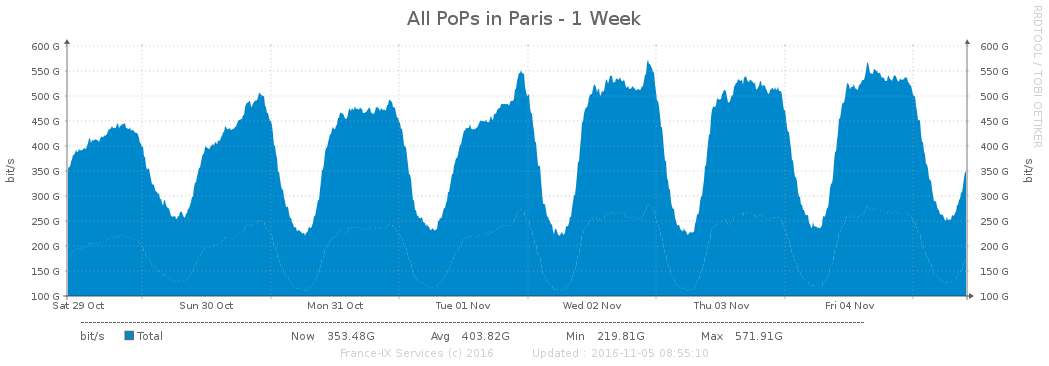 All PoPs in Paris - 1 Week
RRDTOOL / TOBI OETIKER
bit/s
600 G 600 G
550 G 550 G
500 G 500 G
450 G 450 G
400 G 400 G
350 G 350 G
300 G 300 G
250 G 250 G
200 G 200 G
150 G 150 G
100 G 100 G
bit/s
Sat 29 Oct Sun 30 Oct Mon 31 Oct Tue 01 Nov Wed 02 Nov Thu 03 Nov Fri 04 Nov
bit/s Total Now 353.48G Avg 403.82G Min 219.81G Max 571.91G
France-IX Services (c) 2016 Updated : 2016-11-05 08:55:10